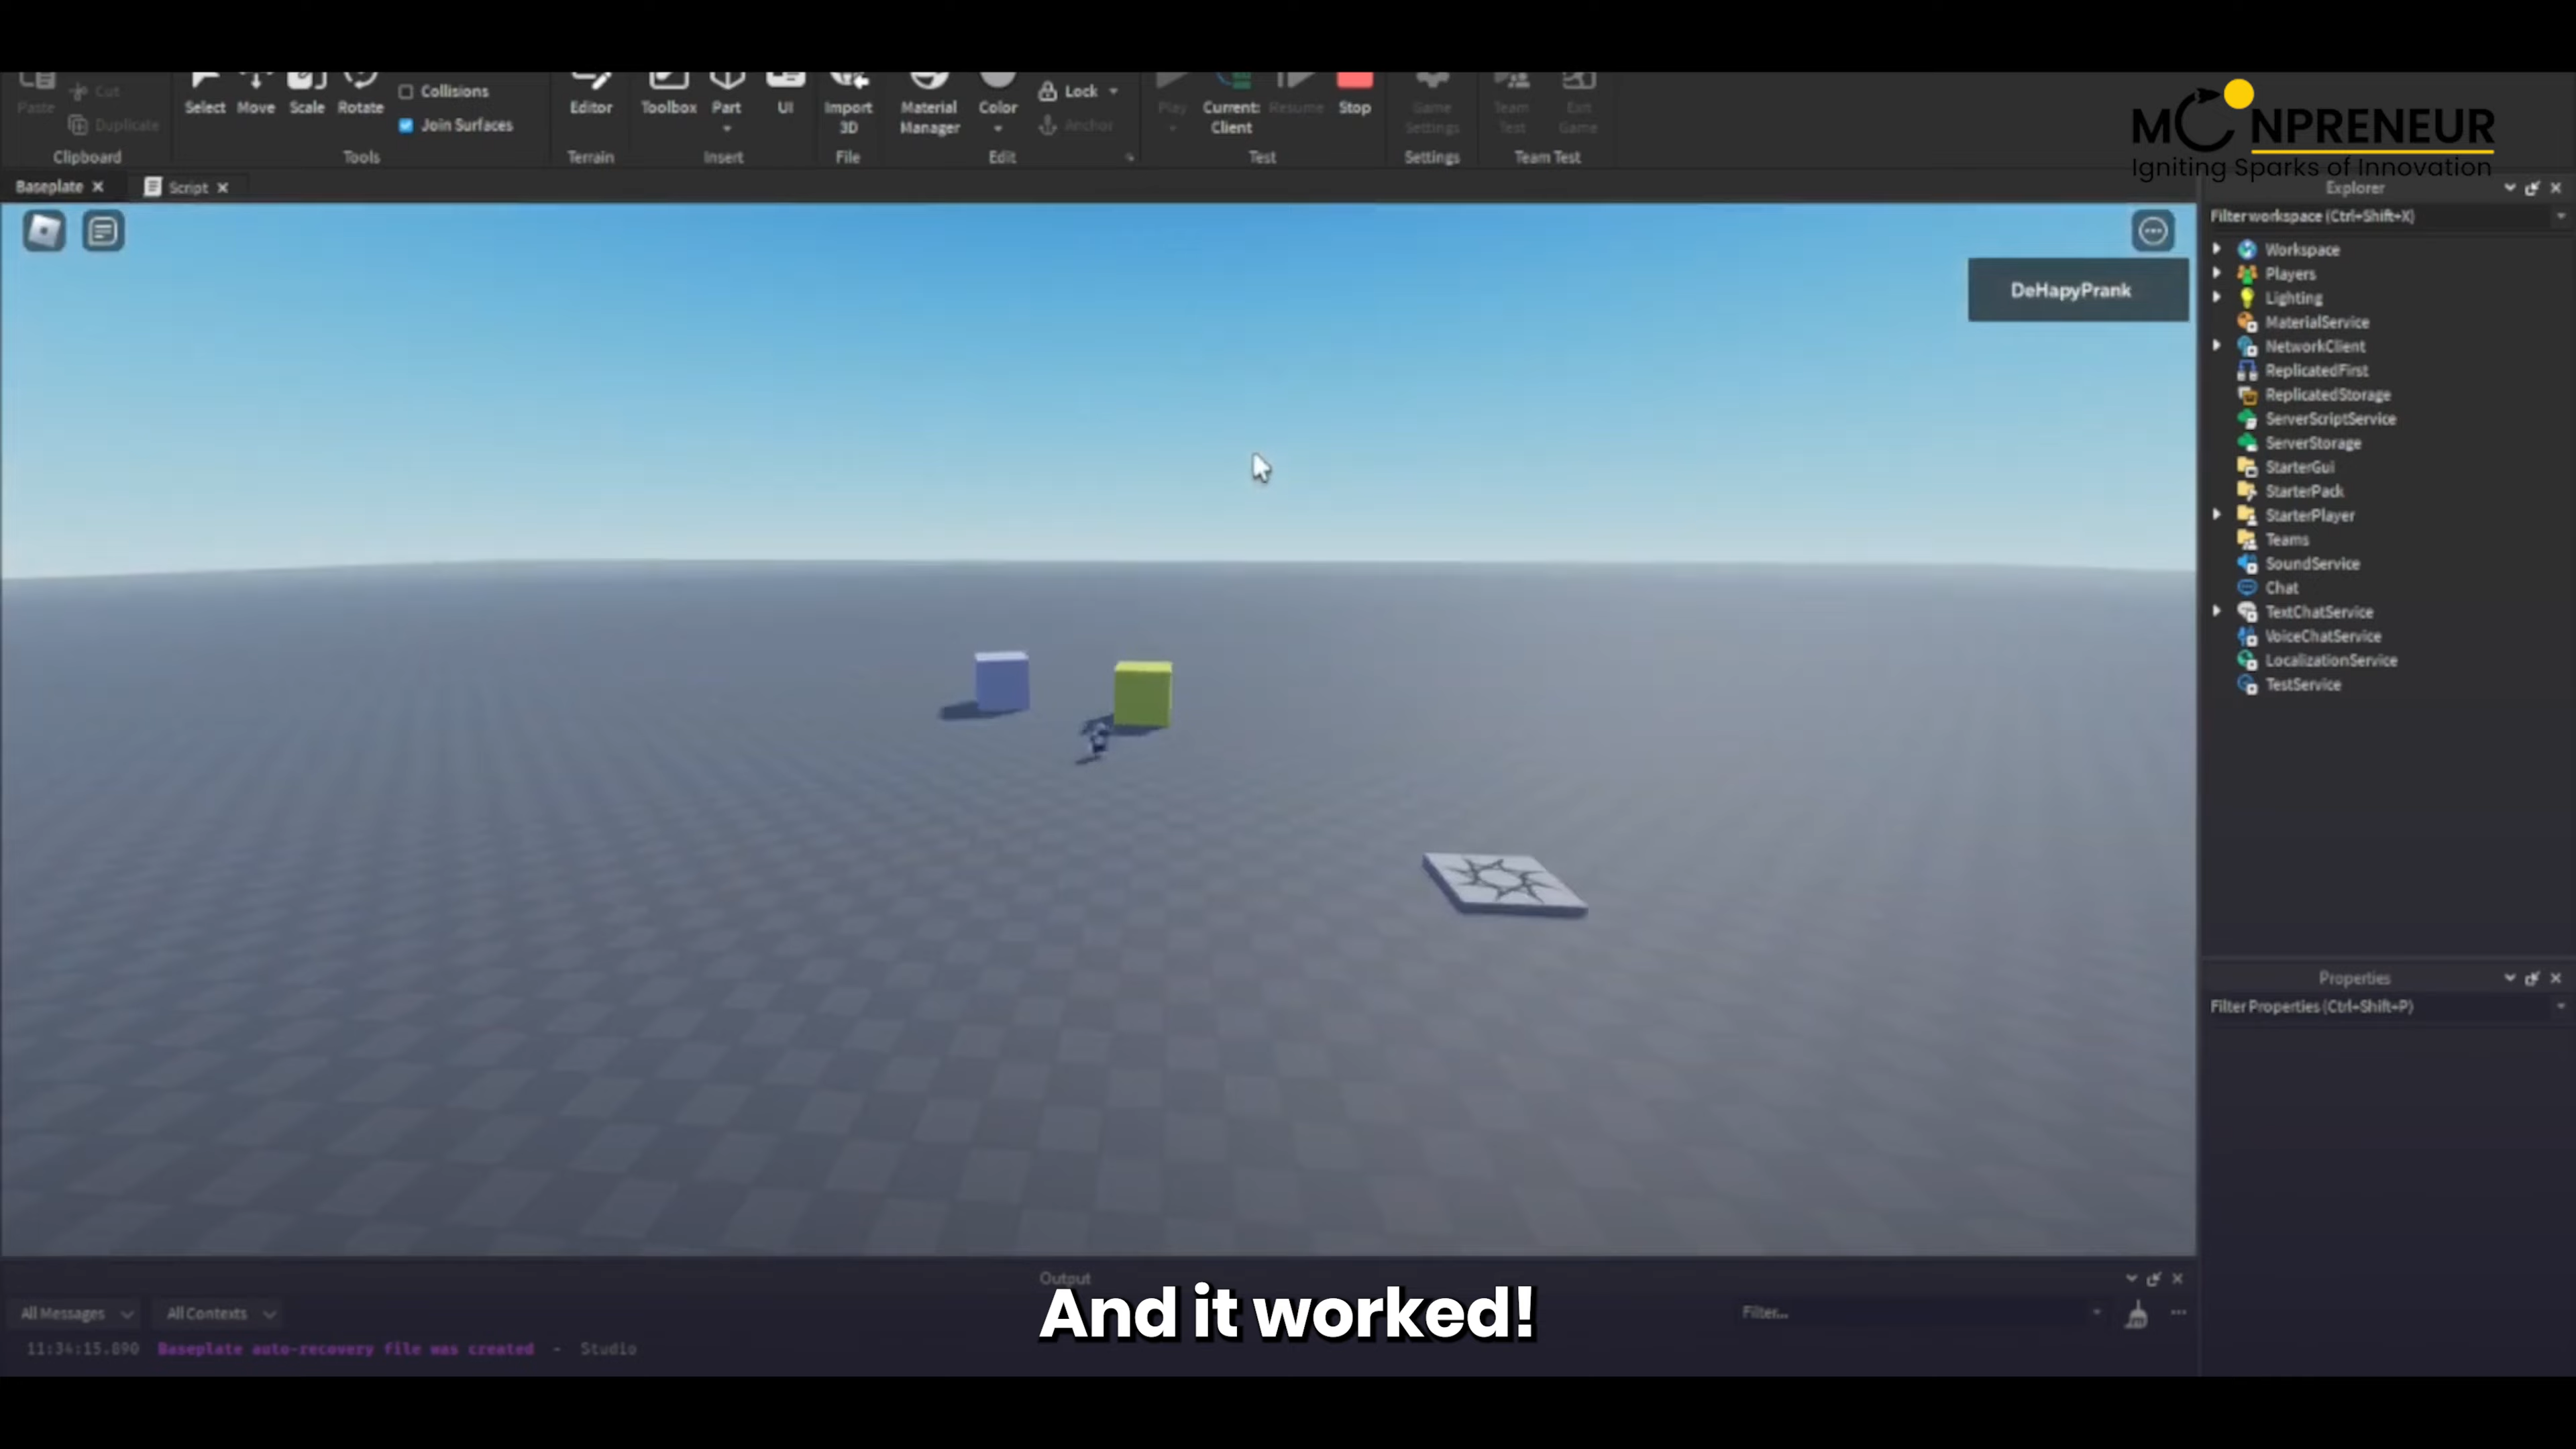 Paste
Cut
Duplicate
Clipboard
Select
Move
Scale
Rotate
Collisions
Join Surfaces
Tools
Editor
Terrain
Toolbox
Part
UI
Insert
Import
3D
File
Material
Manager
Color
Lock
Anchor
Edit
Play
Current:
Client
Resume
Stop
Test
Game
Settings
Settings
Team
Test
Exit
Game
Team Test
MOONPRENEUR
Igniting Sparks of Innovation
Baseplate
Script
DeHapyPrank
Explorer
Filter workspace (Ctrl+Shift+X)
Workspace
Players
Lighting
MaterialService
NetworkClient
ReplicatedFirst
ReplicatedStorage
ServerScriptService
ServerStorage
StarterGui
StarterPack
StarterPlayer
Teams
SoundService
Chat
TextChatService
VoiceChatService
LocalizationService
TestService
Properties
Filter Properties (Ctrl+Shift+P)
Output
All Messages
All Contexts
Filter...
11:34:15.890 Baseplate auto-recovery file was created - Studio
And it worked!